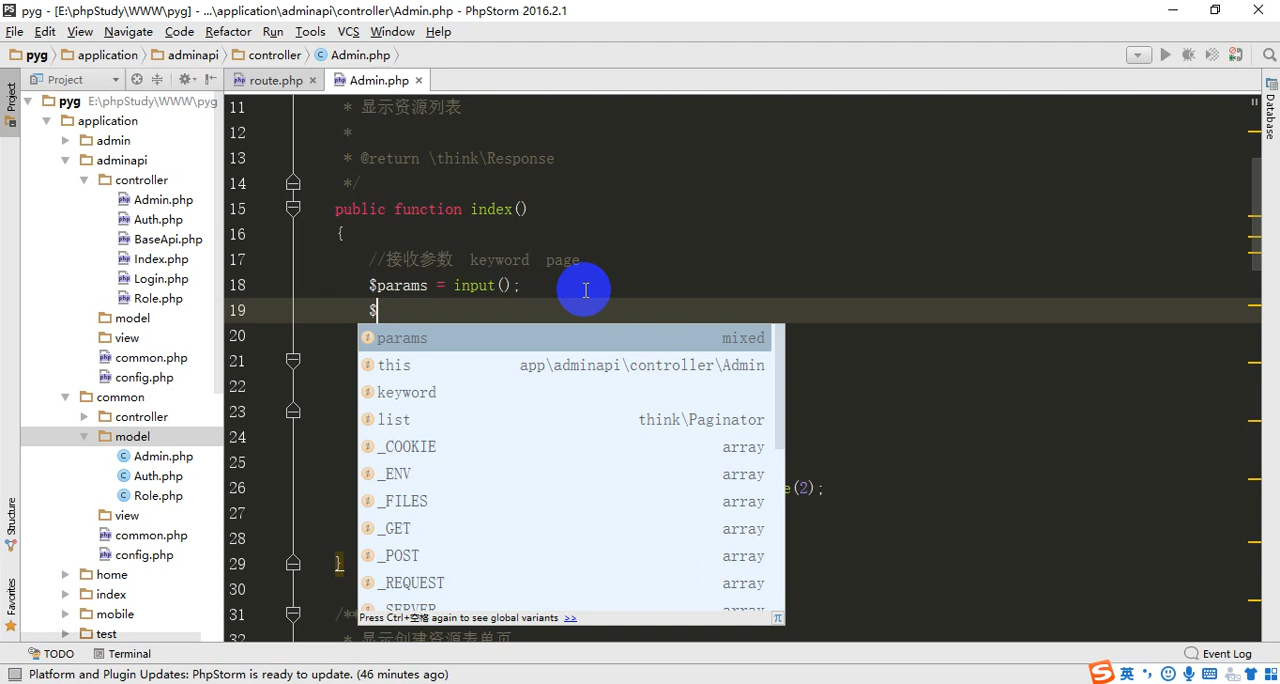 pyg - [E:\phpStudy\WWW\pyg] - ...\application\adminapi\controller\Admin.php - PhpStorm 2016.2.1
File Edit View Navigate Code Refactor Run Tools VCS Window Help
pyg application adminapi controller Admin.php
Project
route.php
Admin.php
Project
Database
Structure
Favorites
pyg E:\phpStudy\WWW\pyg
application
admin
adminapi
controller
Admin.php
Auth.php
BaseApi.php
Index.php
Login.php
Role.php
model
view
common.php
config.php
common
controller
model
Admin.php
Auth.php
Role.php
view
common.php
config.php
home
index
mobile
test
11 * 显示资源列表
12 *
13 * @return \think\Response
14 */
15 public function index()
16 {
17 //接收参数 keyword page
18 $params = input();
19 $
20
21
22
23
24
25
26 e(2);
27
28
29 }
30
31 /**
32 * 显示创建资源表单页
params mixed
this app\adminapi\controller\Admin
keyword
list think\Paginator
_COOKIE array
_ENV array
_FILES array
_GET array
_POST array
_REQUEST array
_SERVER array
Press Ctrl+空格 again to see global variants >>
π
TODO Terminal Event Log
Platform and Plugin Updates: PhpStorm is ready to update. (46 minutes ago)
英